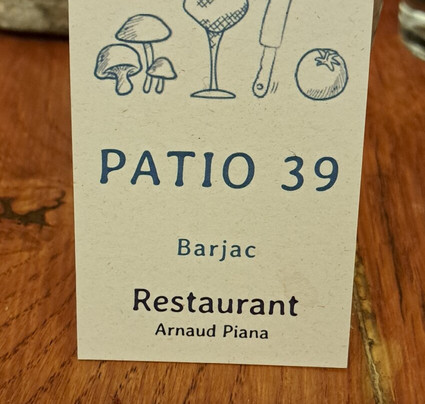 PATIO 39
Barjac
Restaurant
Arnaud Piana